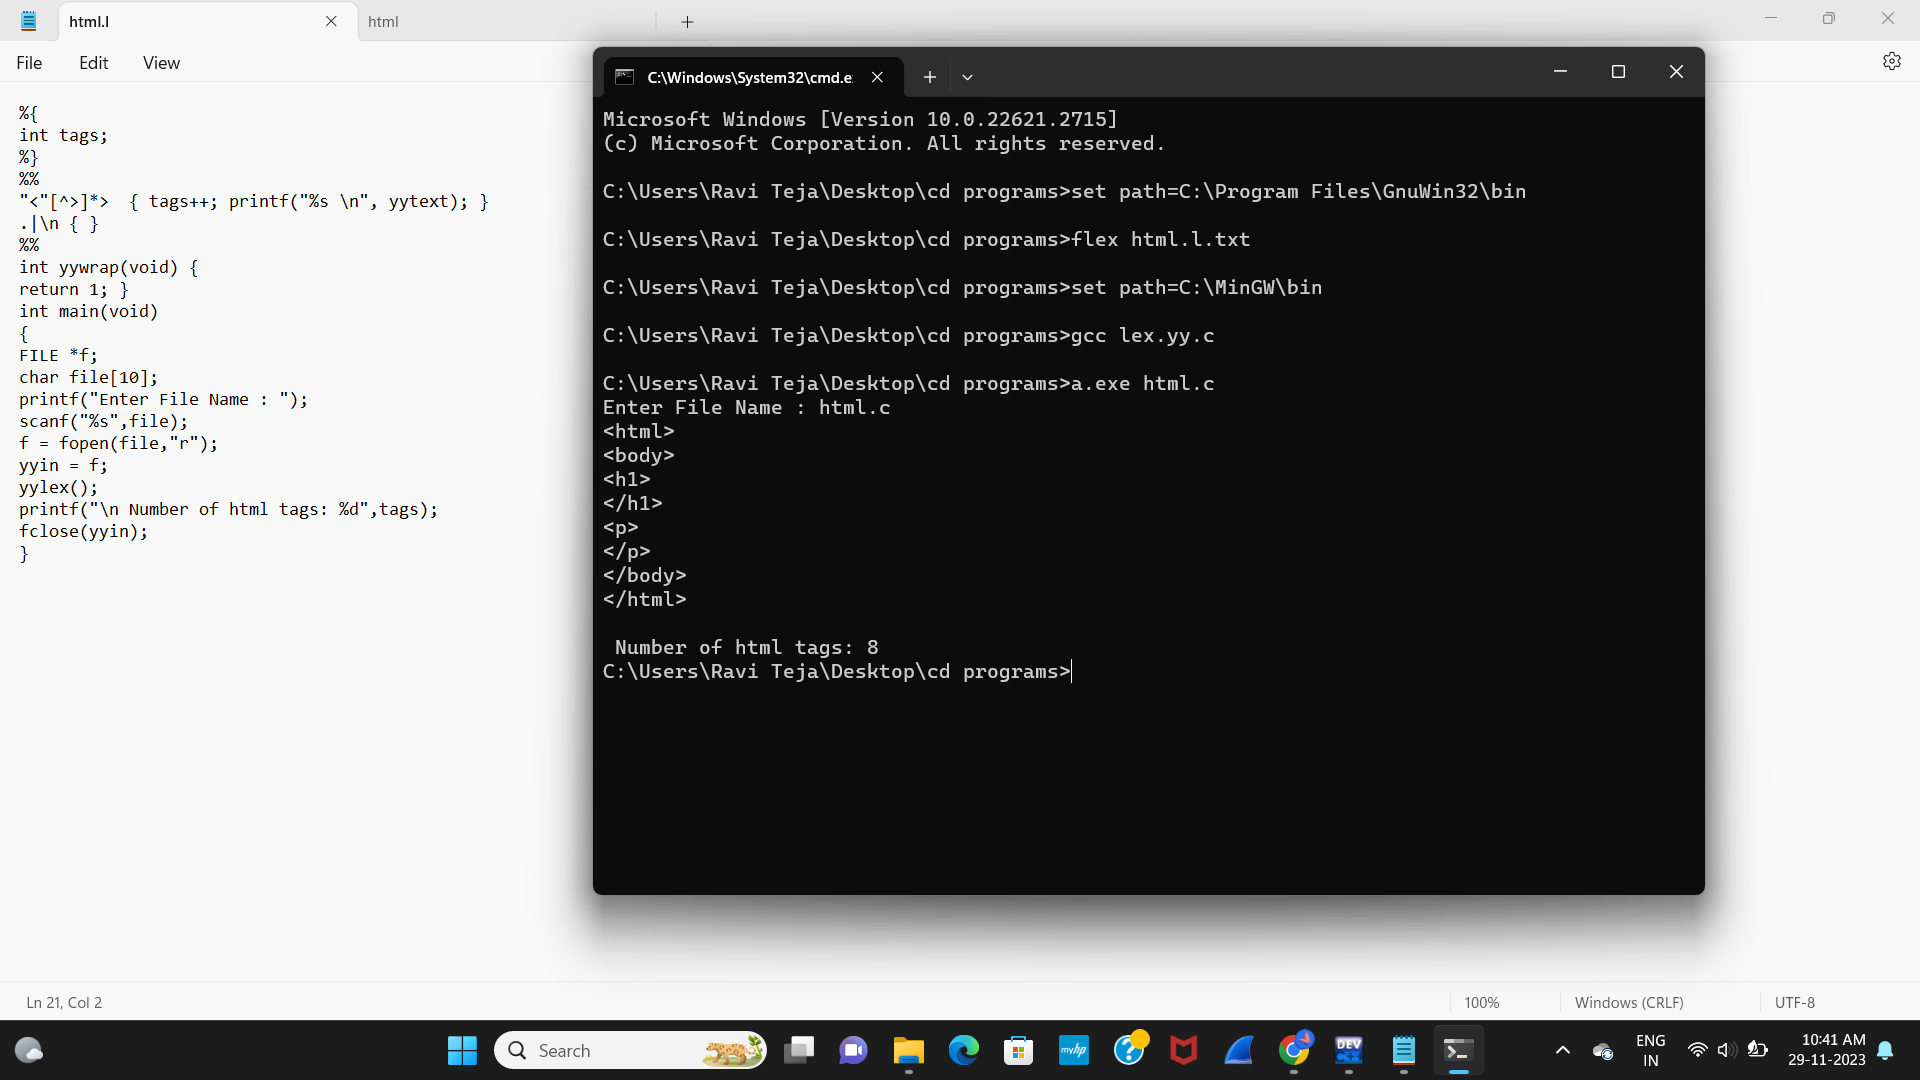 html.l
html
File Edit View
%{
int tags;
%}
%%
"<"[^>]*>  { tags++; printf("%s \n", yytext); }
.|\n { }
%%
int yywrap(void) {
return 1; }
int main(void)
{
FILE *f;
char file[10];
printf("Enter File Name : ");
scanf("%s",file);
f = fopen(file,"r");
yyin = f;
yylex();
printf("\n Number of html tags: %d",tags);
fclose(yyin);
}
C:\Windows\System32\cmd.e
Microsoft Windows [Version 10.0.22621.2715]
(c) Microsoft Corporation. All rights reserved.
C:\Users\Ravi Teja\Desktop\cd programs>set path=C:\Program Files\GnuWin32\bin
C:\Users\Ravi Teja\Desktop\cd programs>flex html.l.txt
C:\Users\Ravi Teja\Desktop\cd programs>set path=C:\MinGW\bin
C:\Users\Ravi Teja\Desktop\cd programs>gcc lex.yy.c
C:\Users\Ravi Teja\Desktop\cd programs>a.exe html.c
Enter File Name : html.c
<html>
<body>
<h1>
</h1>
<p>
</p>
</body>
</html>
 Number of html tags: 8
C:\Users\Ravi Teja\Desktop\cd programs>
Ln 21, Col 2
100%
Windows (CRLF)
UTF-8
Search
myhp
DEV
C++
ENG
IN
10:41 AM
29-11-2023